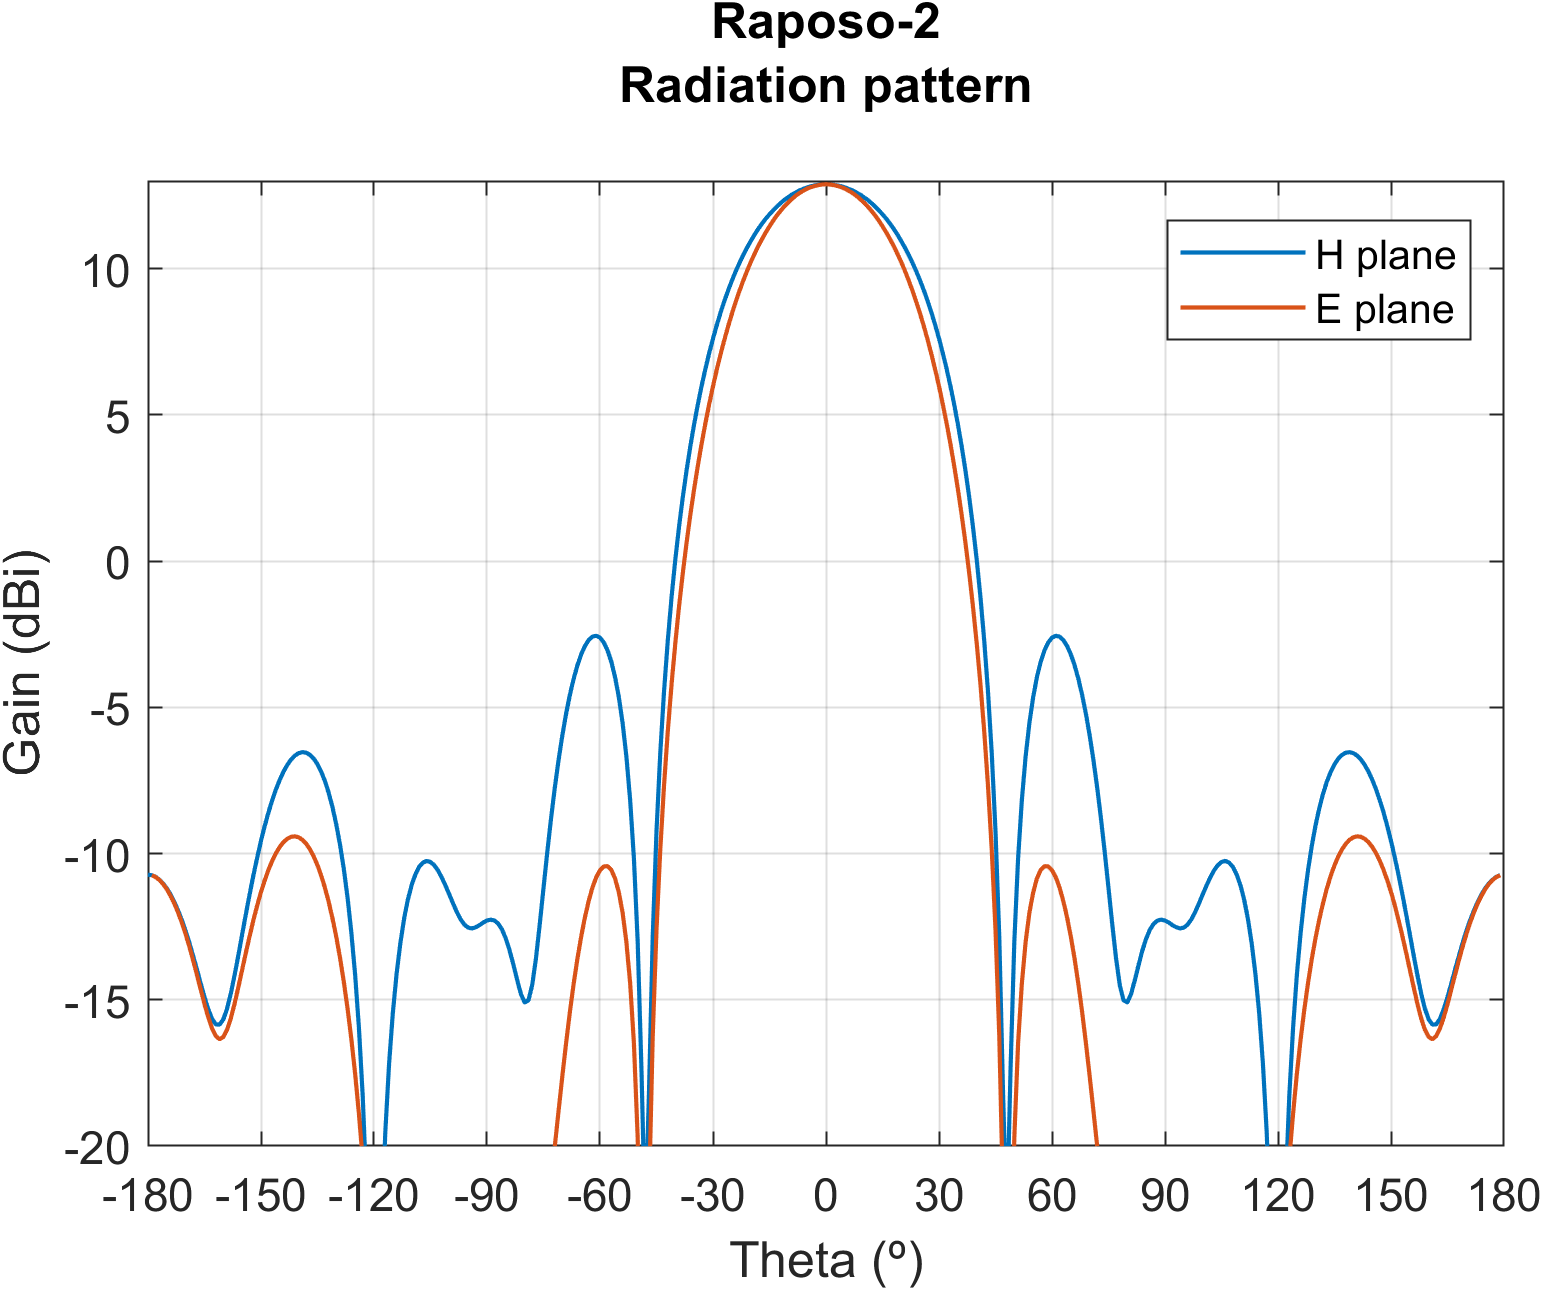 Raposo-2
Radiation pattern
H plane
E plane
10
5
0
-5
-10
-15
-20
Gain (dBi)
-180 -150 -120 -90 -60 -30 0 30 60 90 120 150 180
Theta (º)